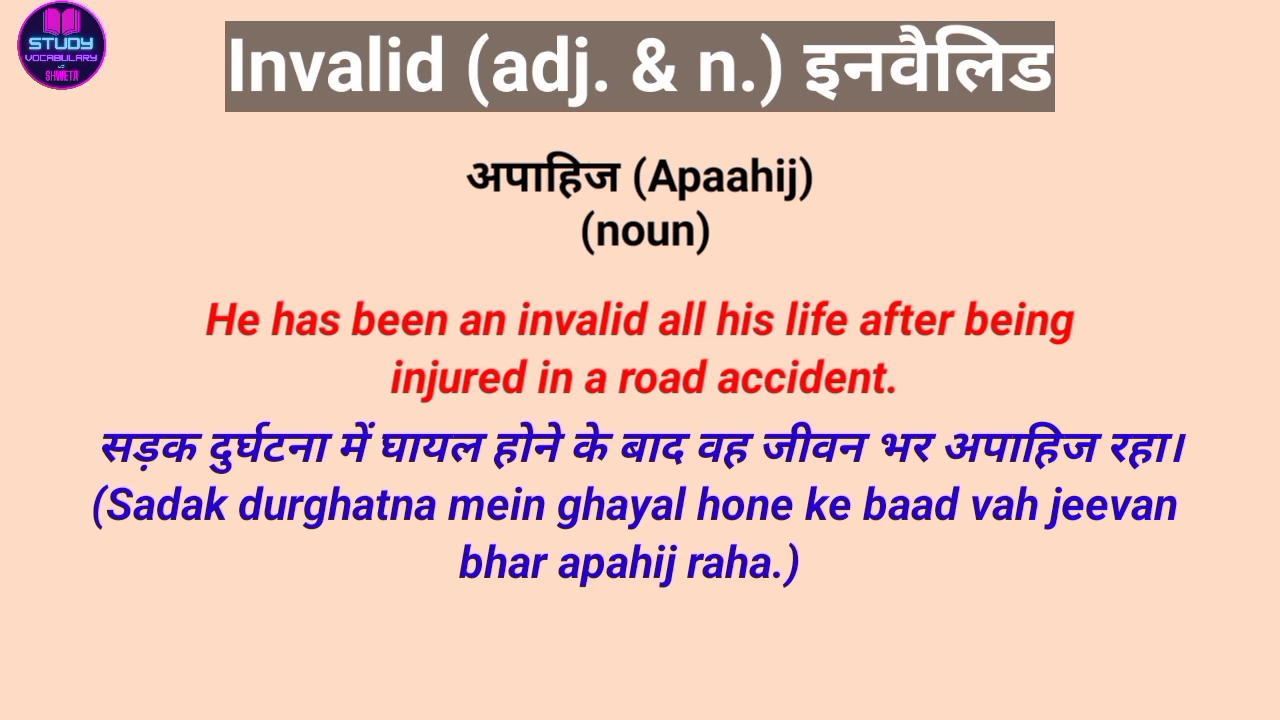 STUDY
VOCABULARY
SHWETA
Invalid (adj. & n.) इनवैलिड
अपाहिज (Apaahij)
(noun)
He has been an invalid all his life after being
injured in a road accident.
सड़क दुर्घटना में घायल होने के बाद वह जीवन भर अपाहिज रहा।
(Sadak durghatna mein ghayal hone ke baad vah jeevan
bhar apahij raha.)